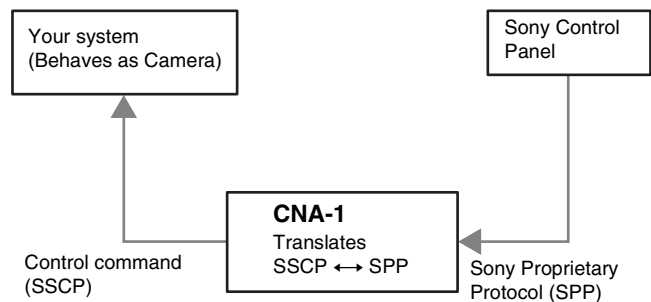 Your system
(Behaves as Camera)
Sony Control
Panel
CNA-1
Translates
SSCP ↔ SPP
Control command
(SSCP)
Sony Proprietary
Protocol (SPP)